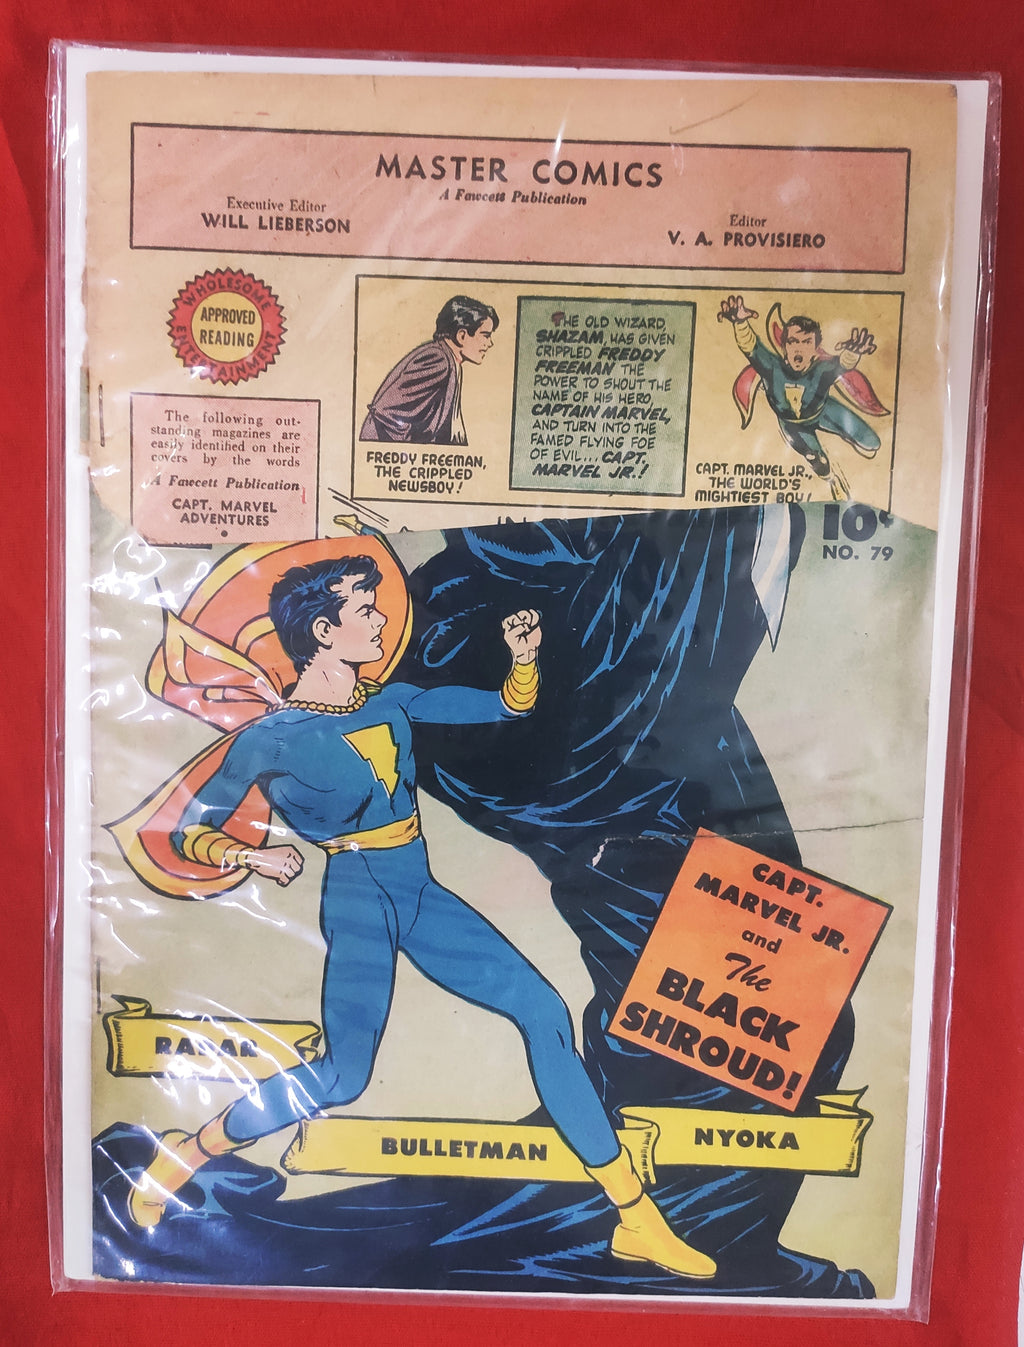 MASTER COMICS
A Fawcett Publication
Executive Editor
WILL LIEBERSON
Editor
V. A. PROVISIERO
WHOLESOME
APPROVED
READING
ENTERTAINMENT
The following out-
standing magazines are
easily identified on their
covers by the words
A Fawcett Publication
CAPT. MARVEL
ADVENTURES
FREDDY FREEMAN,
THE CRIPPLED
NEWSBOY!
THE OLD WIZARD,
SHAZAM, HAS GIVEN
CRIPPLED FREDDY
FREEMAN THE
POWER TO SHOUT THE
NAME OF HIS HERO,
CAPTAIN MARVEL,
AND TURN INTO THE
FAMED FLYING FOE
OF EVIL... CAPT.
MARVEL JR.!
CAPT. MARVEL JR.,
THE WORLD'S
MIGHTIEST BOY!
10¢
NO. 79
CAPT.
MARVEL JR.
and
The
BLACK
SHROUD!
RADAR
BULLETMAN
NYOKA